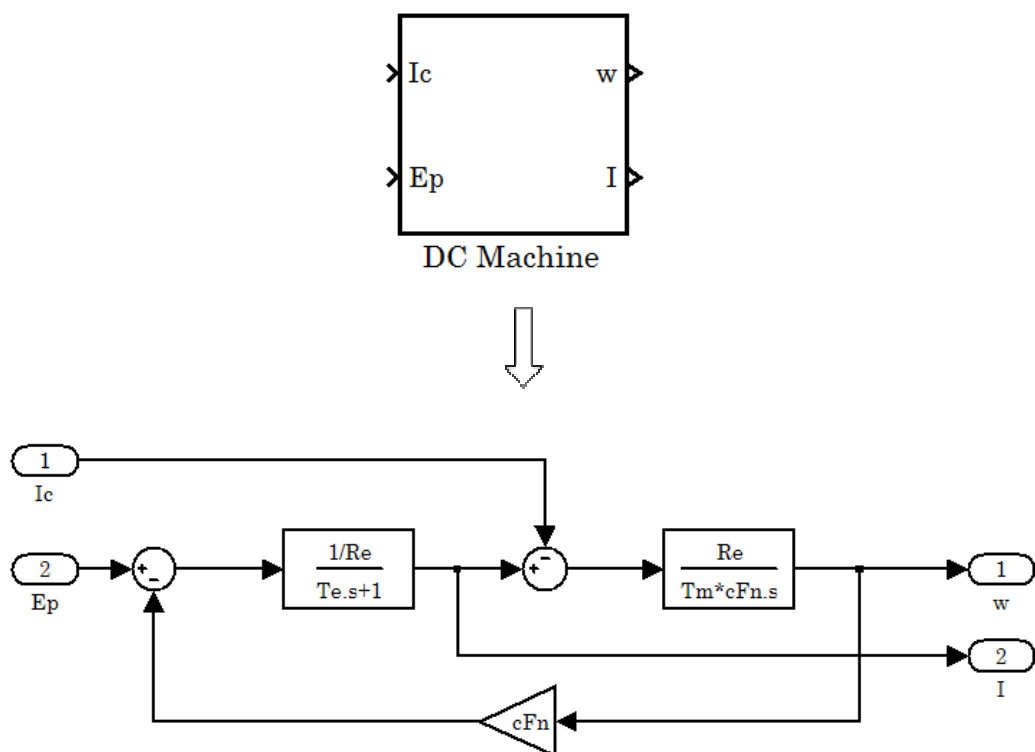 Ic w
Ep I
DC Machine
1
Ic
2
Ep
+
-
1/Re
Te.s+1
-
+
Re
Tm*cFn.s
1
w
2
I
cFn